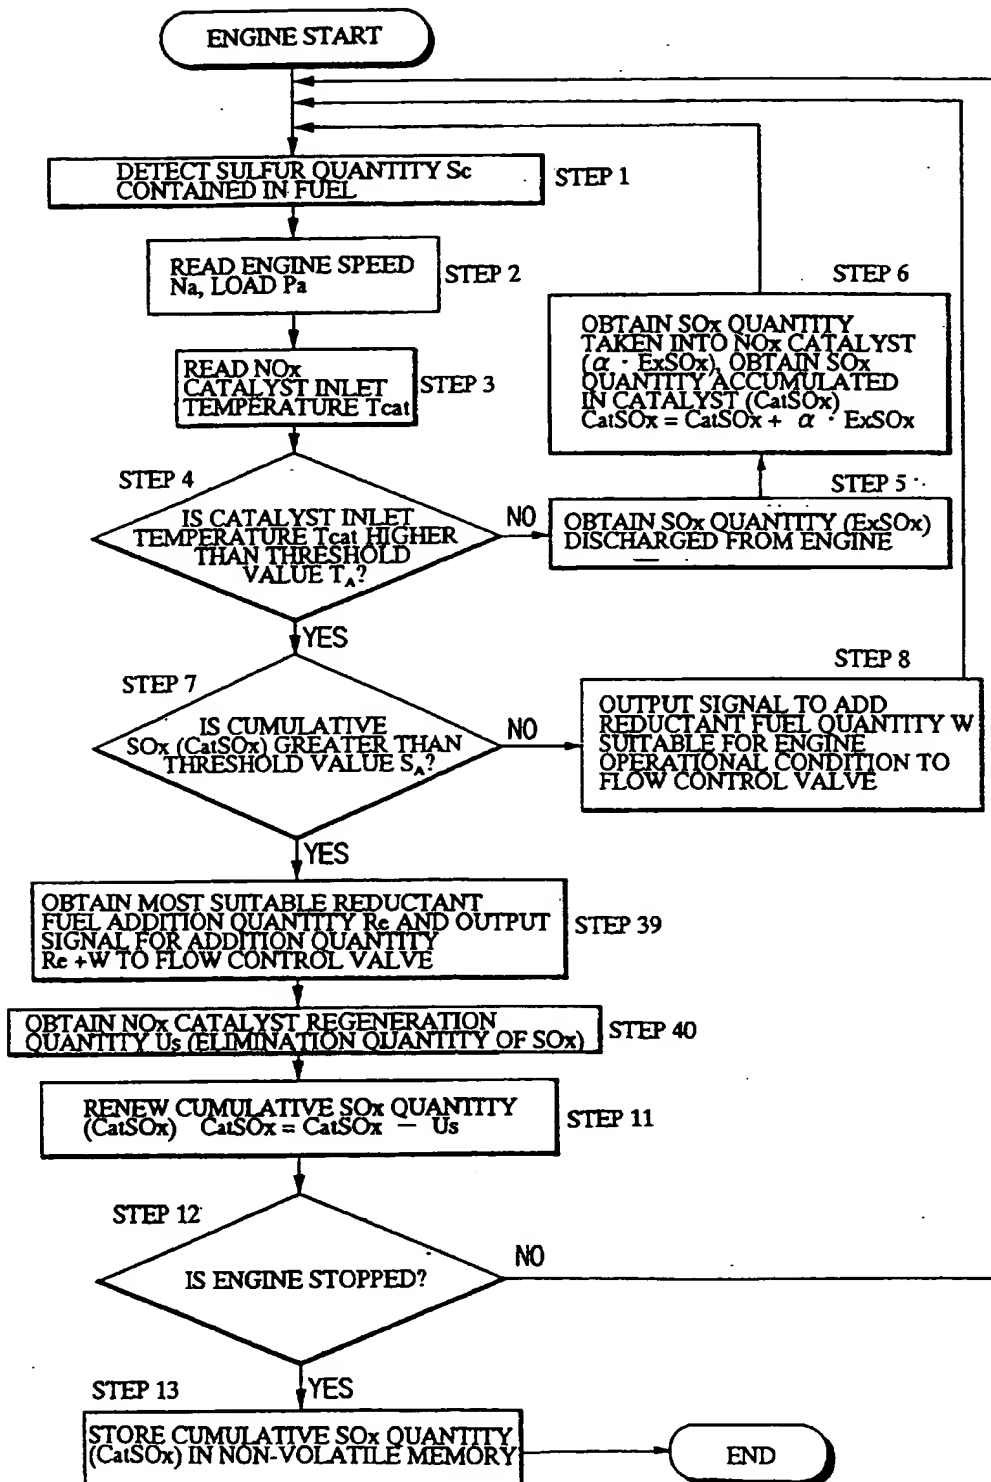 ENGINE START
DETECT SULFUR QUANTITY Sc
CONTAINED IN FUEL
STEP 1
READ ENGINE SPEED
Na, LOAD Pa
STEP 2
READ NOx
CATALYST INLET
TEMPERATURE Tcat
STEP 3
STEP 6
OBTAIN SOx QUANTITY
TAKEN INTO NOx CATALYST
(α · ExSOx), OBTAIN SOx
QUANTITY ACCUMULATED
IN CATALYST (CatSOx)
CatSOx = CatSOx + α · ExSOx
STEP 4
IS CATALYST INLET
TEMPERATURE Tcat HIGHER
THAN THRESHOLD
VALUE TA?
NO
STEP 5
OBTAIN SOx QUANTITY (ExSOx)
DISCHARGED FROM ENGINE
YES
STEP 7
IS CUMULATIVE
SOx (CatSOx) GREATER THAN
THRESHOLD VALUE SA?
NO
STEP 8
OUTPUT SIGNAL TO ADD
REDUCTANT FUEL QUANTITY W
SUITABLE FOR ENGINE
OPERATIONAL CONDITION TO
FLOW CONTROL VALVE
YES
OBTAIN MOST SUITABLE REDUCTANT
FUEL ADDITION QUANTITY Re AND OUTPUT
SIGNAL FOR ADDITION QUANTITY
Re +W TO FLOW CONTROL VALVE
STEP 39
OBTAIN NOx CATALYST REGENERATION
QUANTITY Us (ELIMINATION QUANTITY OF SOx)
STEP 40
RENEW CUMULATIVE SOx QUANTITY
(CatSOx) CatSOx = CatSOx − Us
STEP 11
STEP 12
IS ENGINE STOPPED?
NO
YES
STEP 13
STORE CUMULATIVE SOx QUANTITY
(CatSOx) IN NON-VOLATILE MEMORY
END